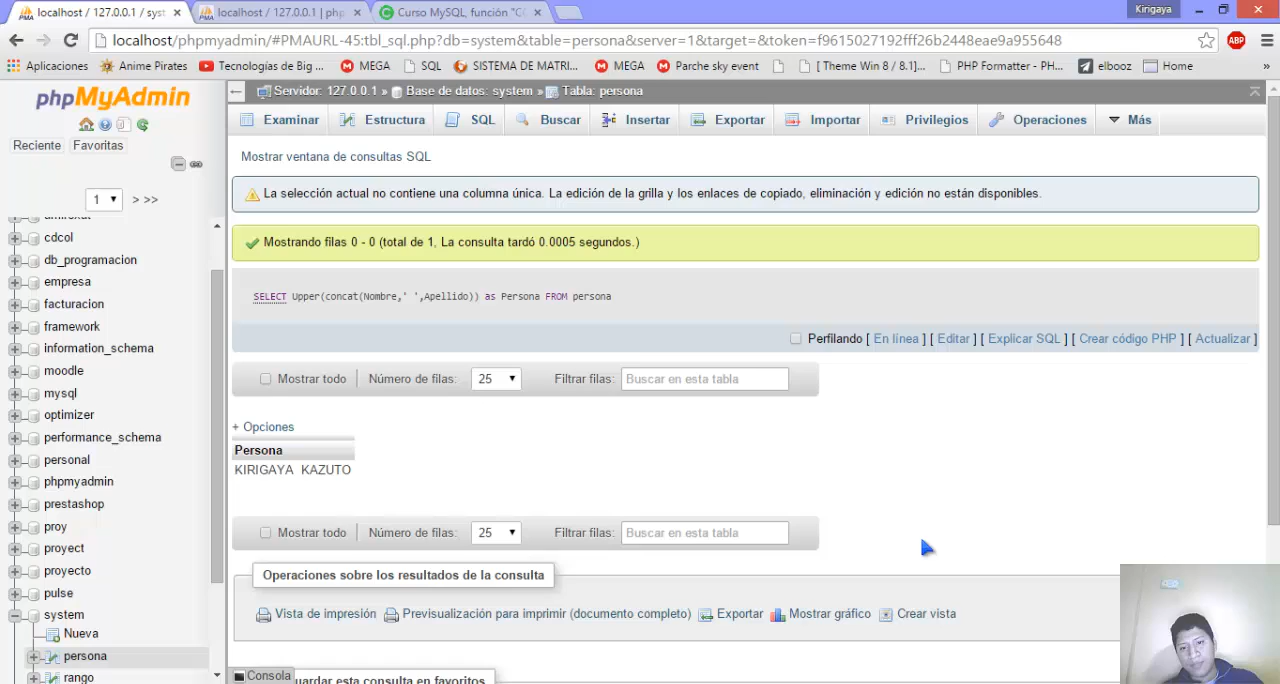 localhost / 127.0.0.1 / syst
localhost / 127.0.0.1 | php
Curso MySQL, función "G
Kirigaya
localhost/phpmyadmin/#PMAURL-45:tbl_sql.php?db=system&table=persona&server=1&target=&token=f9615027192fff26b2448eae9a955648
ABP
Aplicaciones
Anime Pirates
Tecnologías de Big ...
MEGA
SQL
SISTEMA DE MATRI...
MEGA
Parche sky event
[ Theme Win 8 / 8.1]...
PHP Formatter - PH...
elbooz
Home
»
phpMyAdmin
Reciente
Favoritas
1
> >>
cdcol
db_programacion
empresa
facturacion
framework
information_schema
moodle
mysql
optimizer
performance_schema
personal
phpmyadmin
prestashop
proy
proyect
proyecto
pulse
system
Nueva
persona
rango
Servidor: 127.0.0.1 » Base de datos: system » Tabla: persona
Examinar
Estructura
SQL
Buscar
Insertar
Exportar
Importar
Privilegios
Operaciones
Más
Mostrar ventana de consultas SQL
La selección actual no contiene una columna única. La edición de la grilla y los enlaces de copiado, eliminación y edición no están disponibles.
Mostrando filas 0 - 0 (total de 1, La consulta tardó 0.0005 segundos.)
SELECT Upper(concat(Nombre,' ',Apellido)) as Persona FROM persona
Perfilando [ En línea ] [ Editar ] [ Explicar SQL ] [ Crear código PHP ] [ Actualizar ]
Mostrar todo
Número de filas:
25
Filtrar filas:
Buscar en esta tabla
+ Opciones
Persona
KIRIGAYA KAZUTO
Mostrar todo
Número de filas:
25
Filtrar filas:
Buscar en esta tabla
Operaciones sobre los resultados de la consulta
Vista de impresión
Previsualización para imprimir (documento completo)
Exportar
Mostrar gráfico
Crear vista
Consola
uardar esta consulta en favoritos